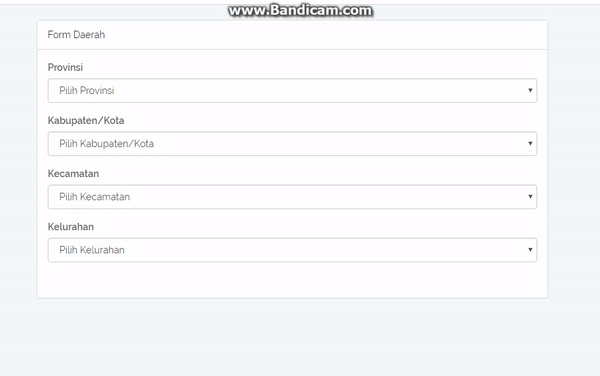 www.Bandicam.com
Form Daerah
Provinsi
Pilih Provinsi
Kabupaten/Kota
Pilih Kabupaten/Kota
Kecamatan
Pilih Kecamatan
Kelurahan
Pilih Kelurahan